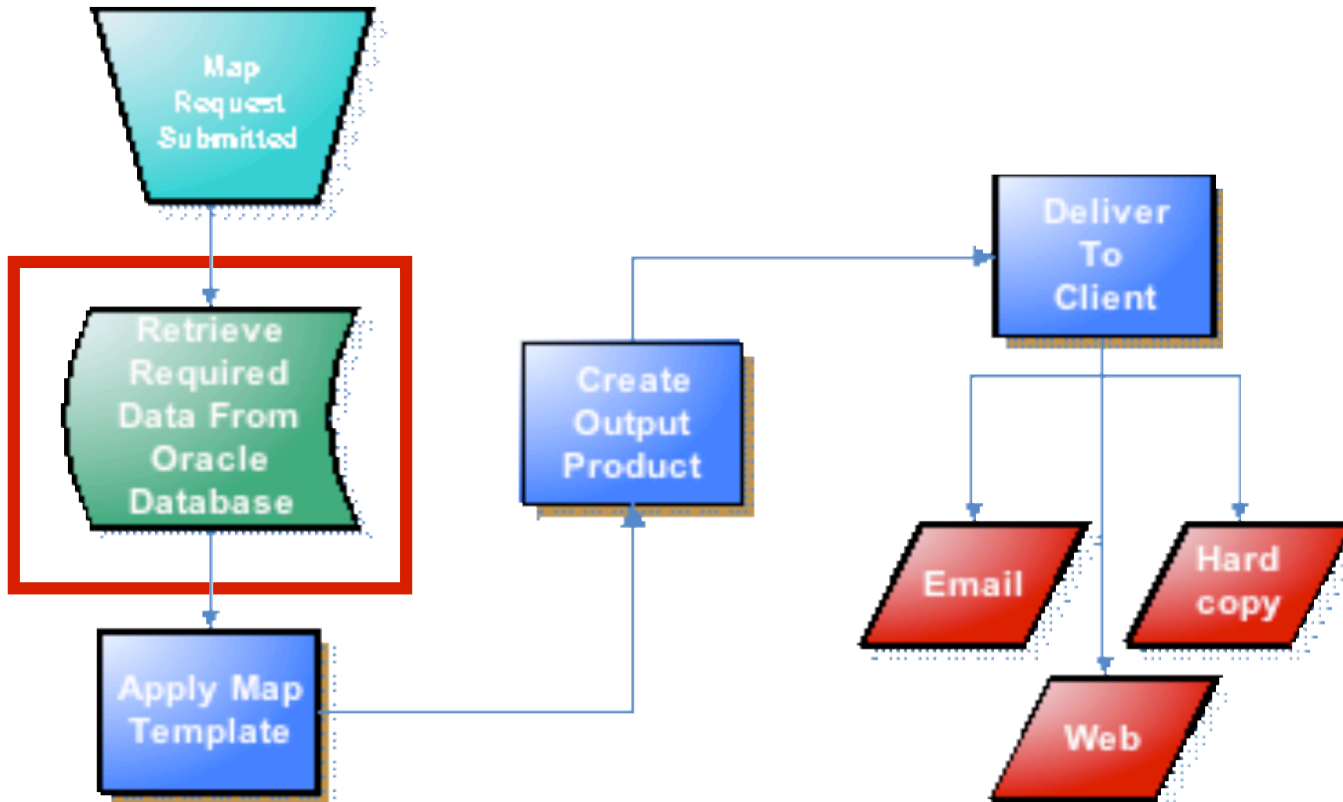 Map
Request
Submitted
Retrieve
Required
Data From
Oracle
Database
Apply Map
Template
Create
Output
Product
Deliver
To
Client
Email
Hard
copy
Web